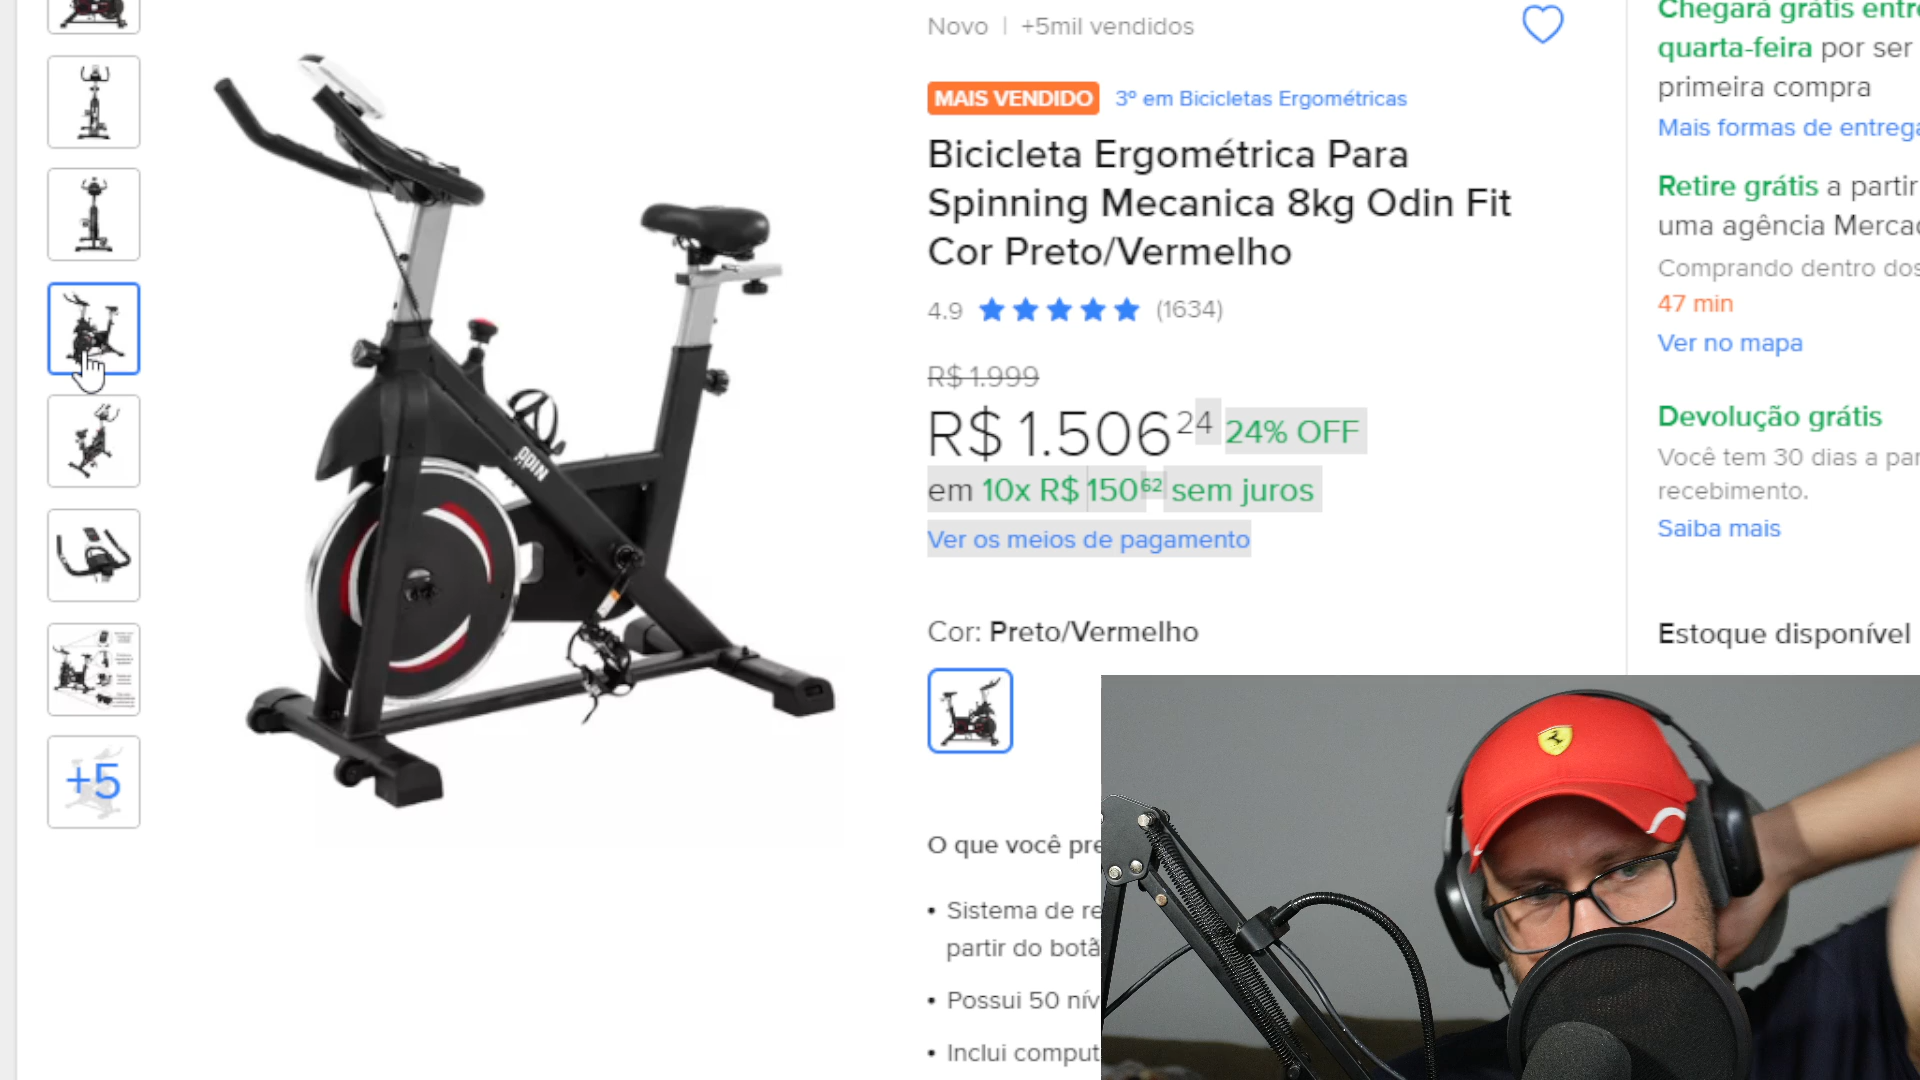 Novo | +5mil vendidos
MAIS VENDIDO 3º em Bicicletas Ergométricas
Bicicleta Ergométrica Para
Spinning Mecanica 8kg Odin Fit
Cor Preto/Vermelho
4.9 (1634)
R$ 1.999
R$ 1.506 24 24% OFF
em 10x R$ 150 62 sem juros
Ver os meios de pagamento
Cor: Preto/Vermelho
O que você pre
• Sistema de re
partir do botã
• Possui 50 nív
• Inclui comput
+5
ODIN
Chegará grátis entre
quarta-feira por ser
primeira compra
Mais formas de entrega
Retire grátis a partir
uma agência Mercad
Comprando dentro dos
47 min
Ver no mapa
Devolução grátis
Você tem 30 dias a par
recebimento.
Saiba mais
Estoque disponível